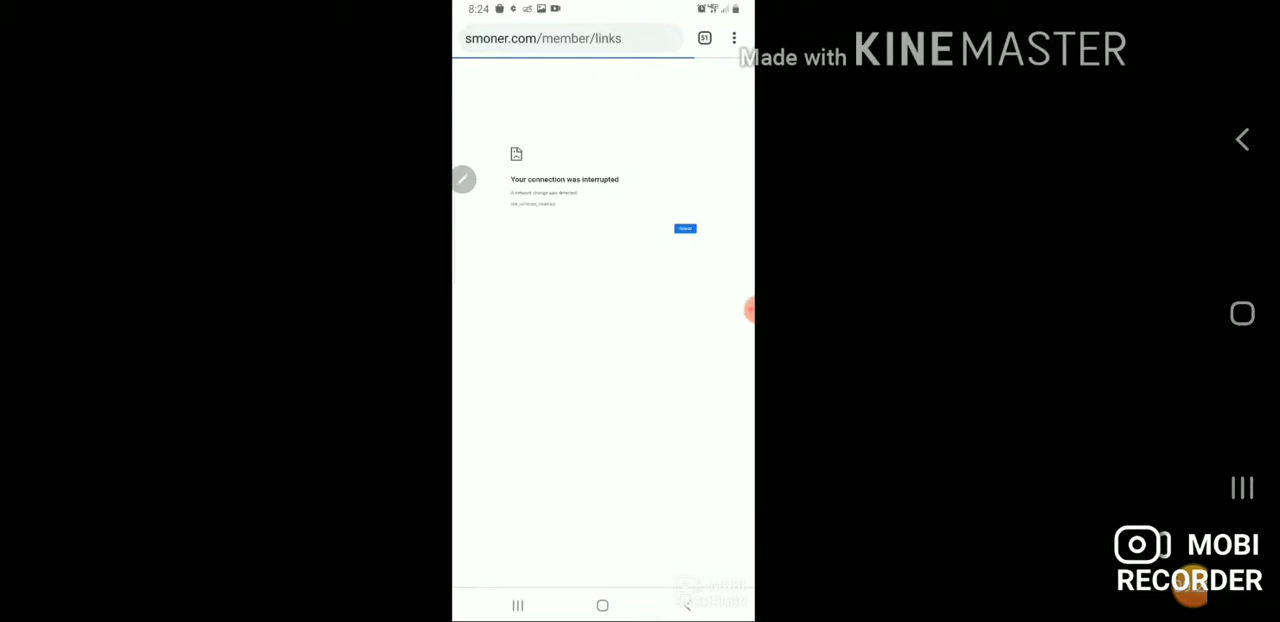 8:24
smoner.com/member/links
51
Made with KINEMASTER
Your connection was interrupted
A network change was detected.
MOBI
RECORDER